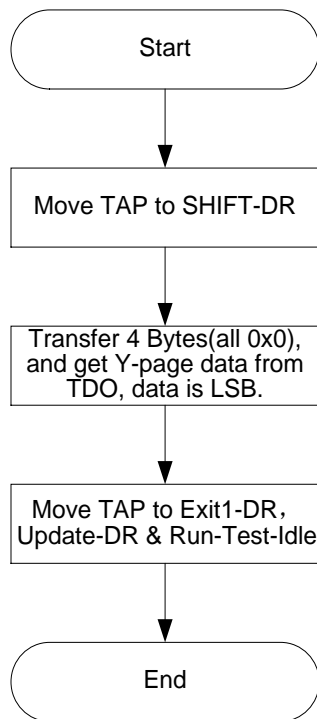 Start
Move TAP to SHIFT-DR
Transfer 4 Bytes(all 0x0),
and get Y-page data from
TDO, data is LSB.
Move TAP to Exit1-DR，
Update-DR & Run-Test-Idle
End